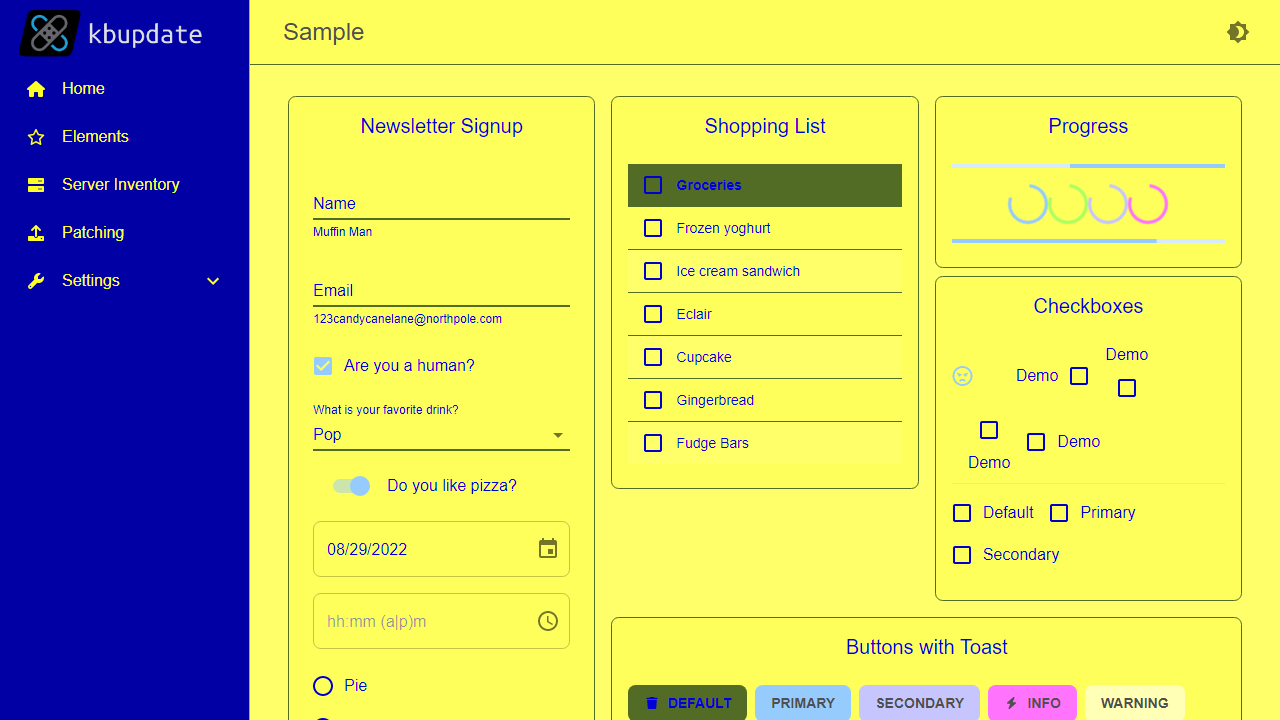 kbupdate
Home
Elements
Server Inventory
Patching
Settings
Sample
Newsletter Signup
Name
Muffin Man
Email
123candycanelane@northpole.com
Are you a human?
What is your favorite drink?
Pop
Do you like pizza?
08/29/2022
hh:mm (a|p)m
Pie
Shopping List
Groceries
Frozen yoghurt
Ice cream sandwich
Eclair
Cupcake
Gingerbread
Fudge Bars
Progress
Checkboxes
Demo
Demo
Demo
Demo
Default
Primary
Secondary
Buttons with Toast
DEFAULT
PRIMARY
SECONDARY
INFO
WARNING